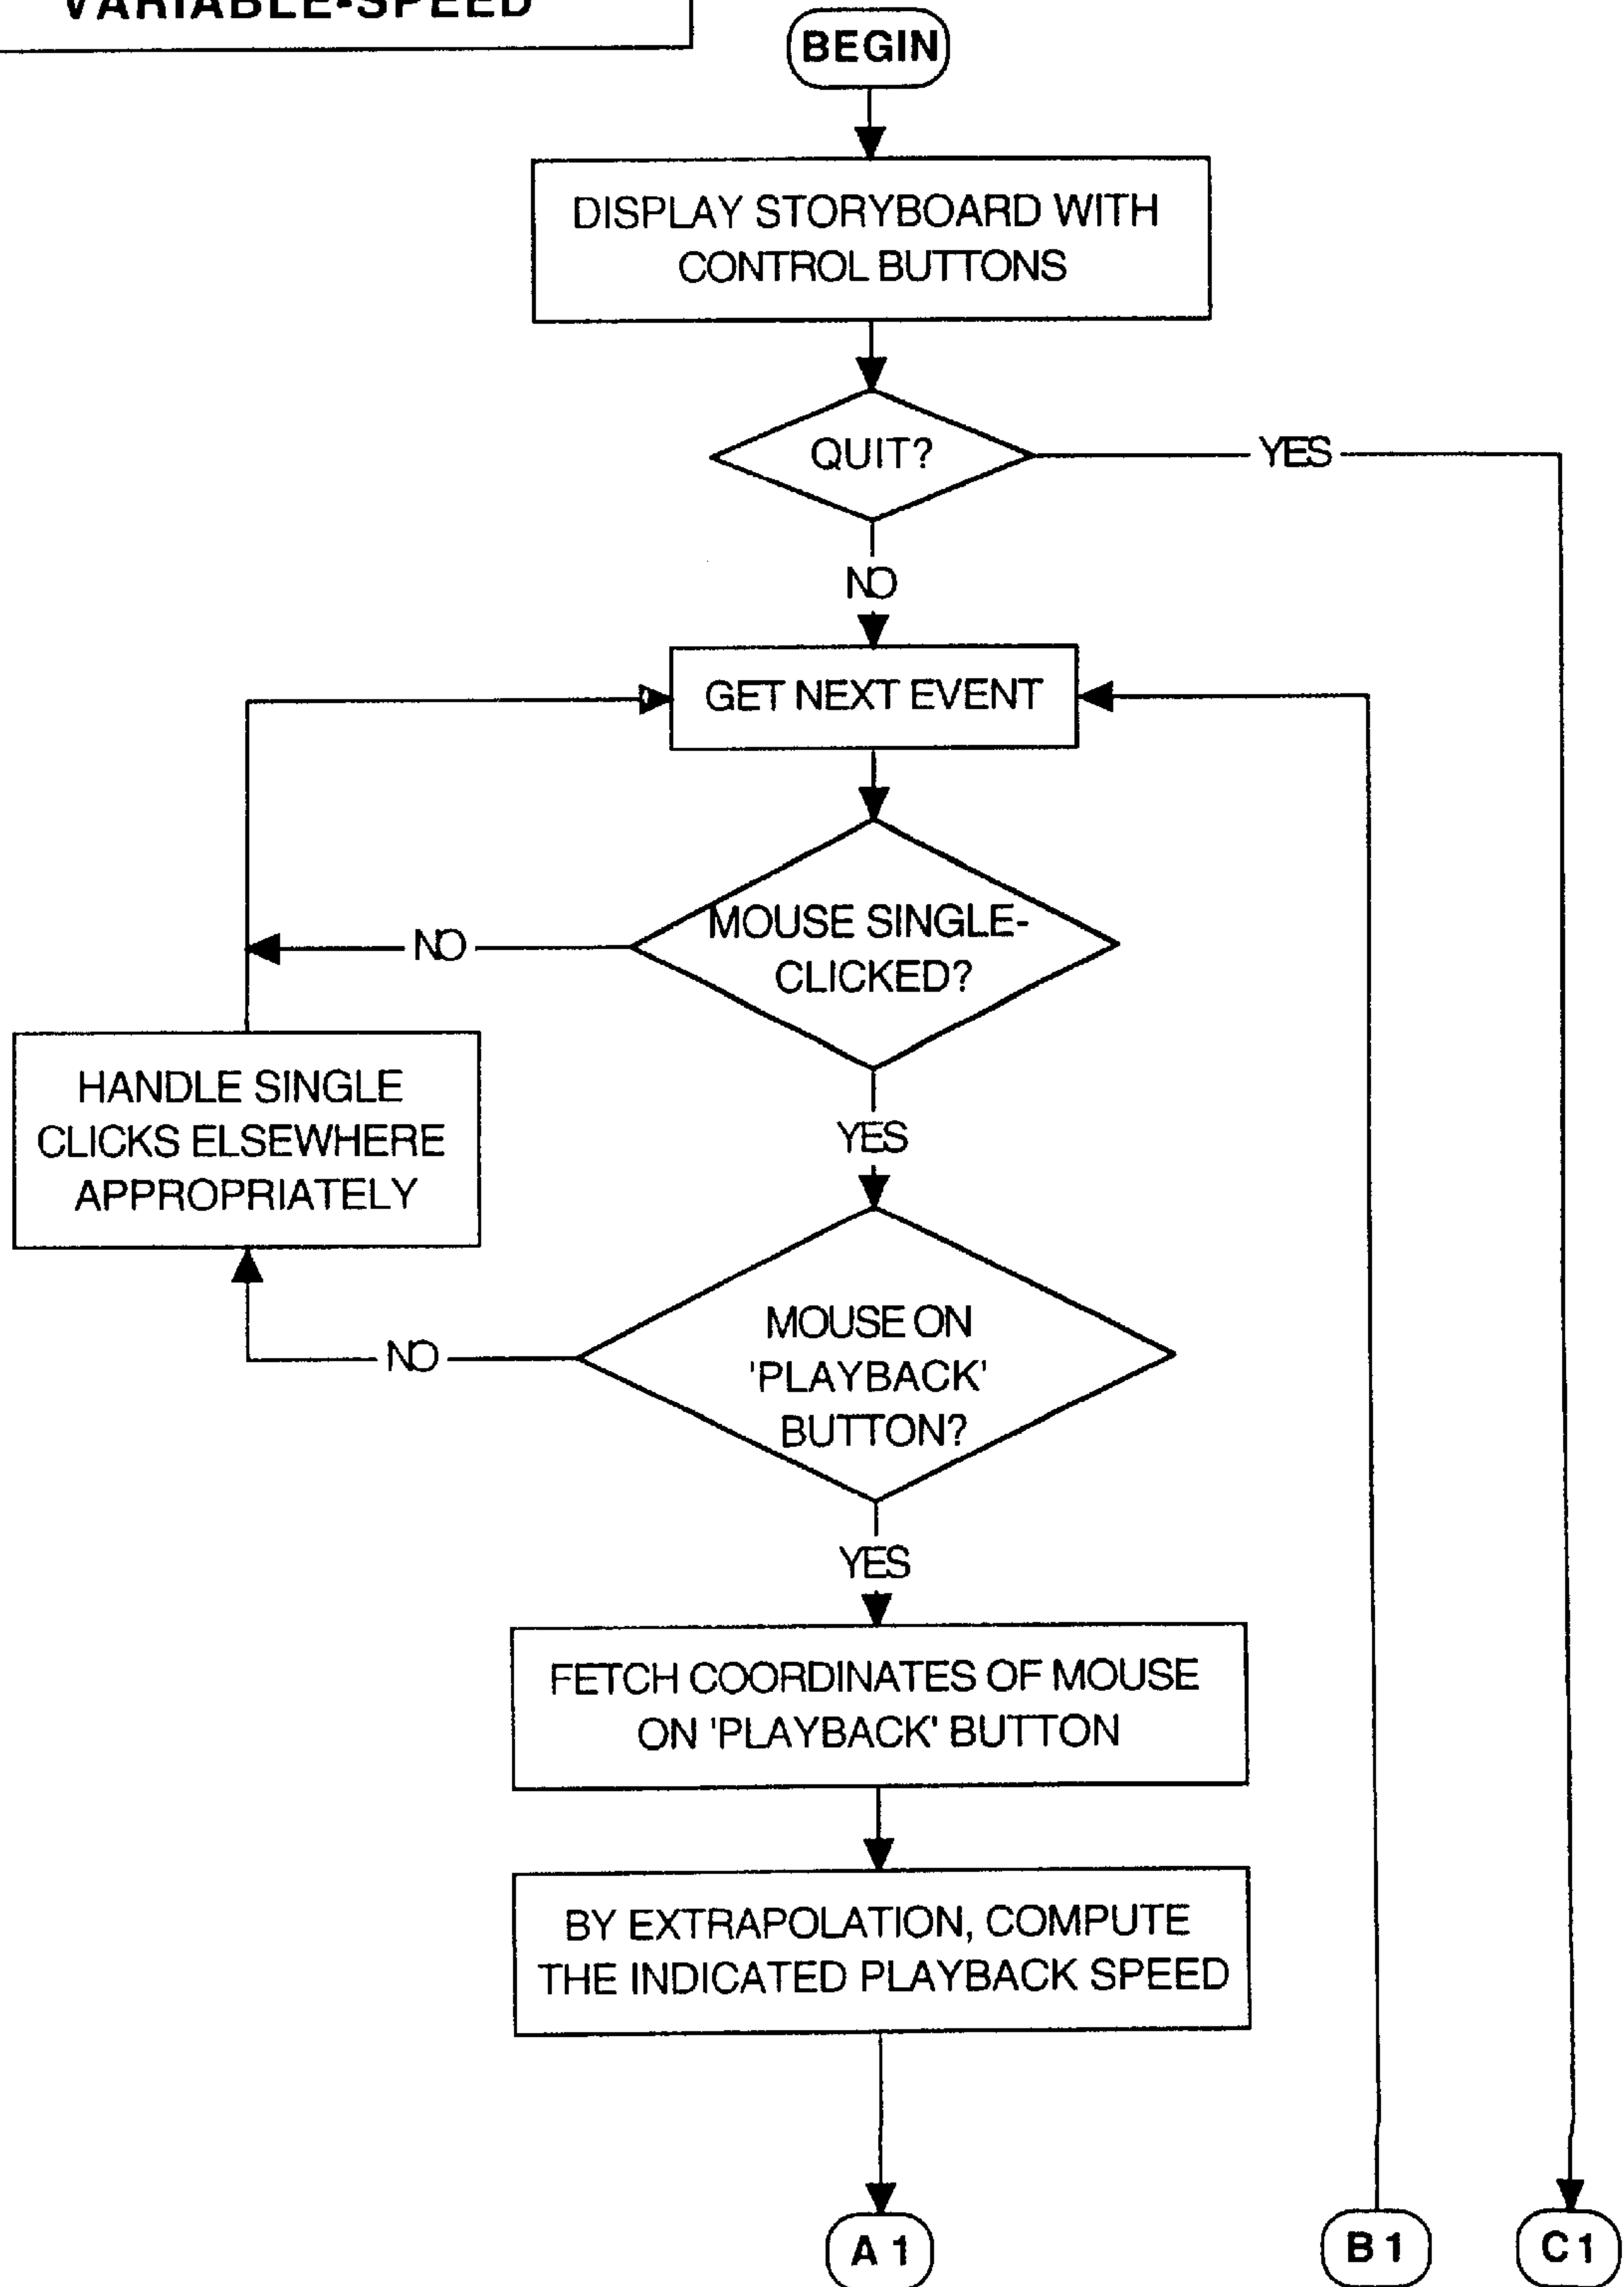 VARIABLE-SPEED
BEGIN
DISPLAY STORYBOARD WITH
CONTROL BUTTONS
QUIT?
YES
NO
GET NEXT EVENT
MOUSE SINGLE-
CLICKED?
NO
HANDLE SINGLE
CLICKS ELSEWHERE
APPROPRIATELY
YES
MOUSE ON
'PLAYBACK'
BUTTON?
NO
YES
FETCH COORDINATES OF MOUSE
ON 'PLAYBACK' BUTTON
BY EXTRAPOLATION, COMPUTE
THE INDICATED PLAYBACK SPEED
A 1
B 1
C 1